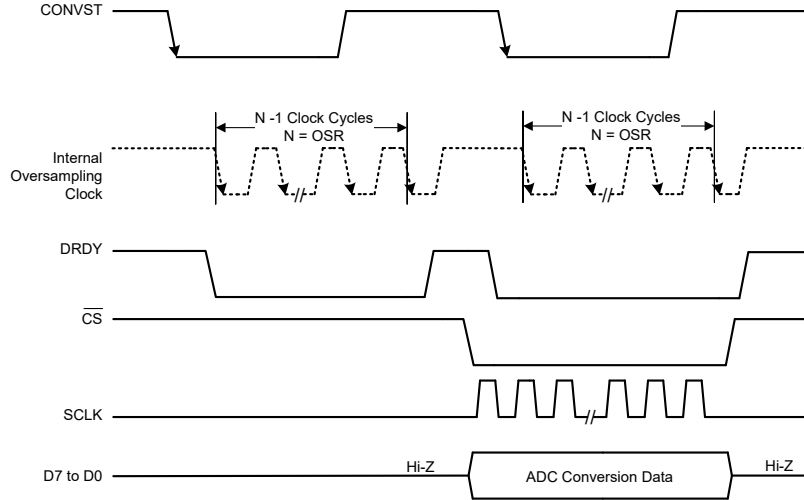 CONVST
N -1 Clock Cycles
N = OSR
N -1 Clock Cycles
N = OSR
Internal
Oversampling
Clock
DRDY
CS
SCLK
D7 to D0
Hi-Z
ADC Conversion Data
Hi-Z